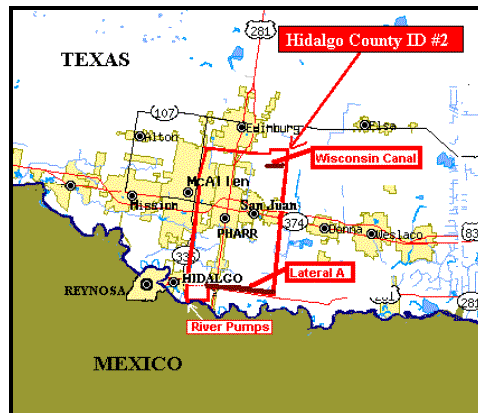 281
Hidalgo County ID #2
TEXAS
107
Alton
Edinburg
Elsa
Wisconsin Canal
McAllen
Mission
San Juan
PHARR
374
Donna
Weslaco
83
336
HIDALGO
Lateral A
REYNOSA
281
281
River Pumps
MEXICO